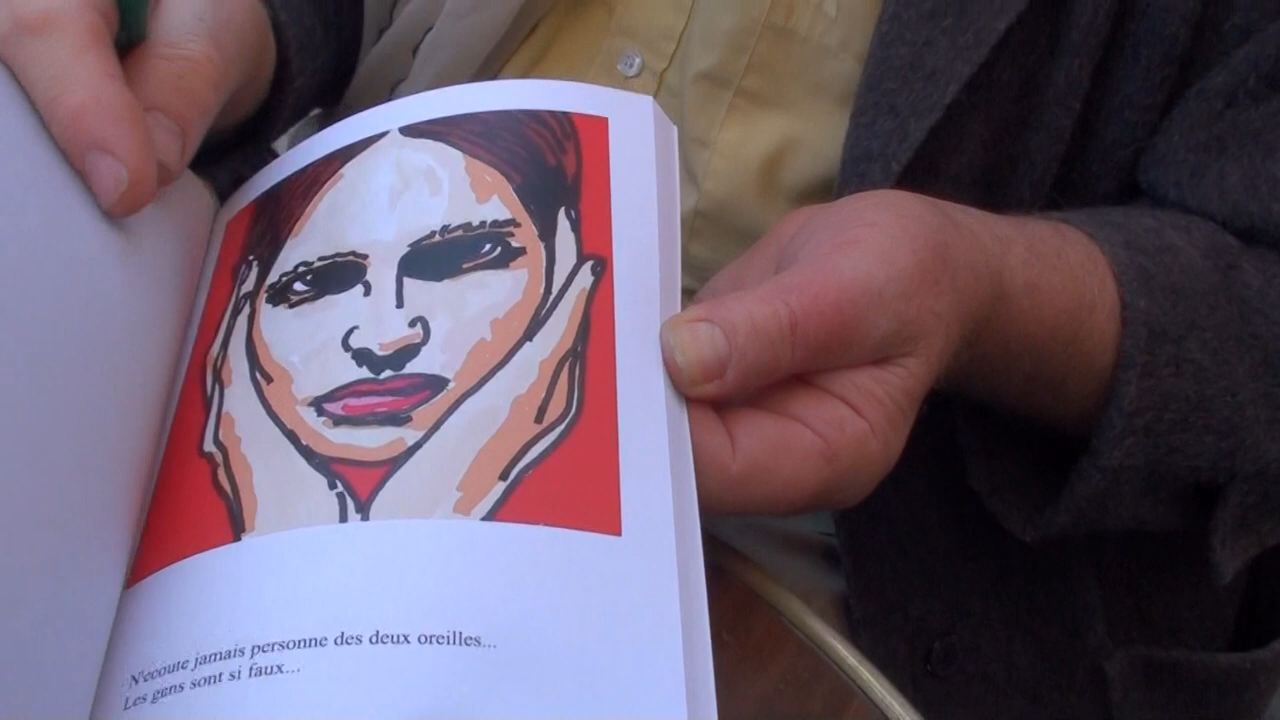 N'ecoute jamais personne des deux oreilles...
Les gens sont si faux...